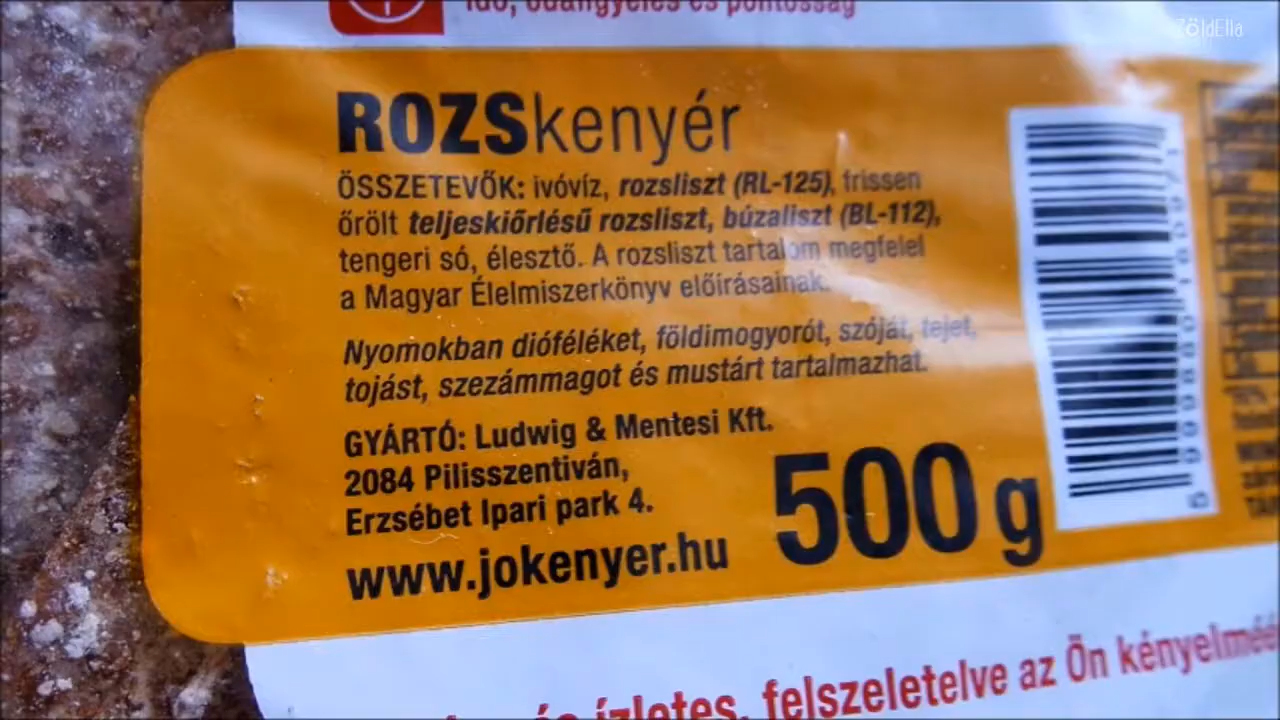 Idő, odafigyelés és pontosság
ZöldElla
ROZSkenyér
ÖSSZETEVŐK: ivóvíz, rozsliszt (RL-125), frissen
őrölt teljeskiőrlésű rozsliszt, búzaliszt (BL-112),
tengeri só, élesztő. A rozsliszt tartalom megfelel
a Magyar Élelmiszerkönyv előírásainak.
Nyomokban dióféléket, földimogyorót, szóját, tejet,
tojást, szezámmagot és mustárt tartalmazhat.
GYÁRTÓ: Ludwig & Mentesi Kft.
2084 Pilisszentiván,
Erzsébet Ipari park 4.
www.jokenyer.hu
500 g
és ízletes, felszeletelve az Ön kényelméé